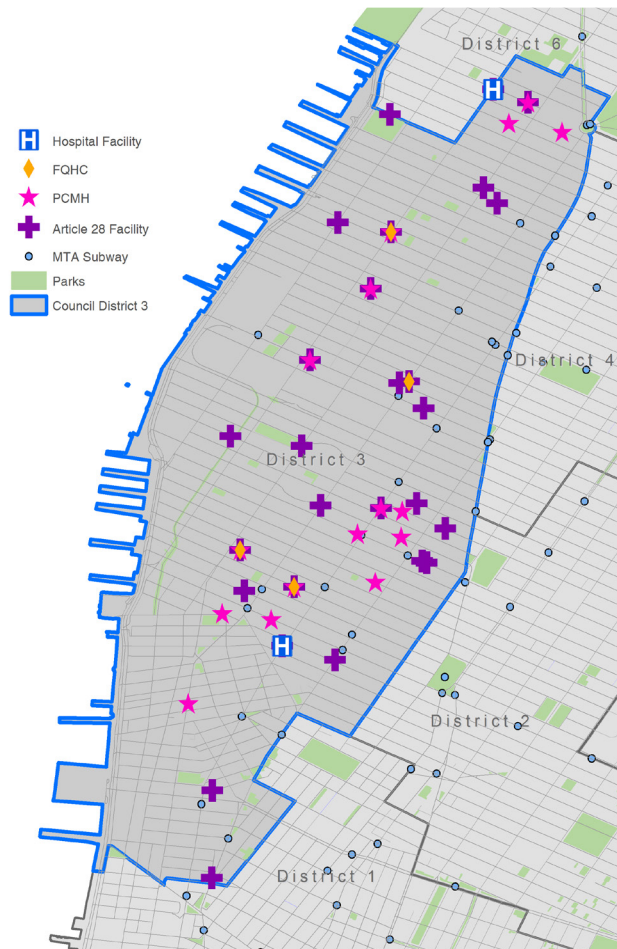 District 6
H
H
Hospital Facility
FQHC
PCMH
Article 28 Facility
MTA Subway
Parks
Council District 3
District 4
District 3
H
District 2
District 1